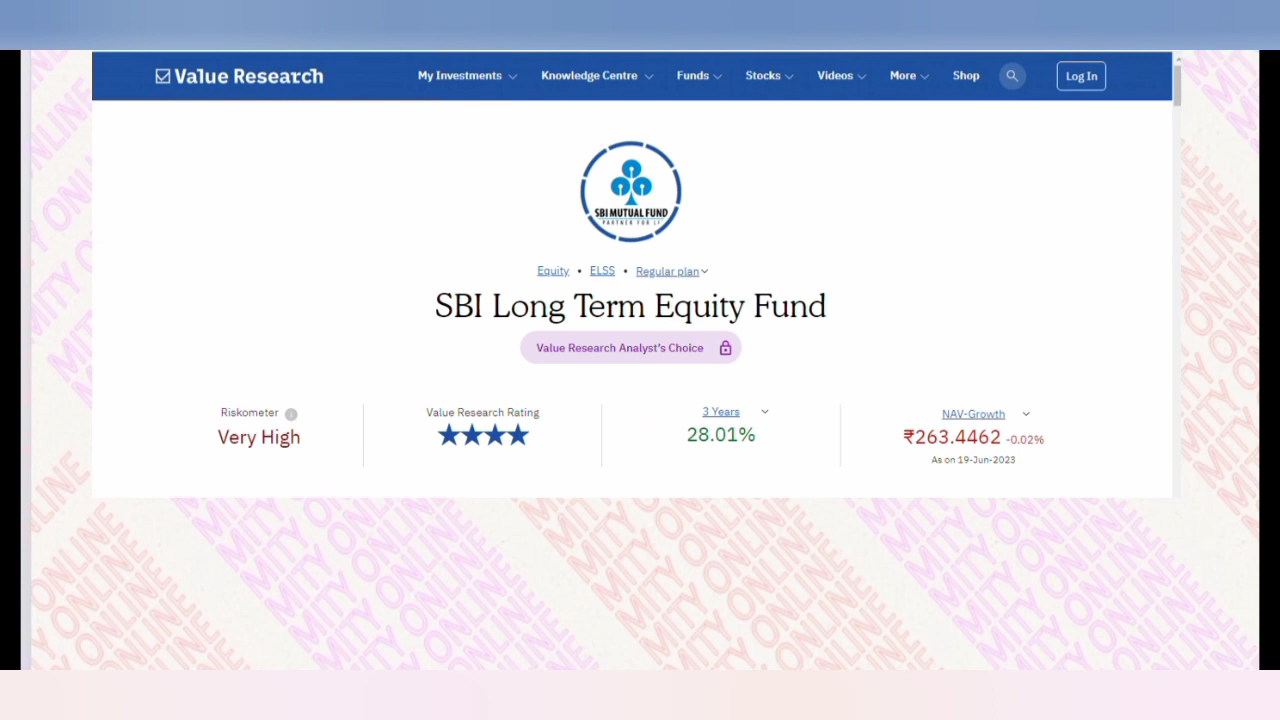 Value Research
My Investments Knowledge Centre Funds Stocks Videos More Shop Log In
SBI MUTUAL FUND
Equity • ELSS • Regular plan
SBI Long Term Equity Fund
Value Research Analyst's Choice
Riskometer
Very High
Value Research Rating
3 Years
28.01%
NAV-Growth
₹263.4462 -0.02%
As on 19-Jun-2023
MITY ONLINE